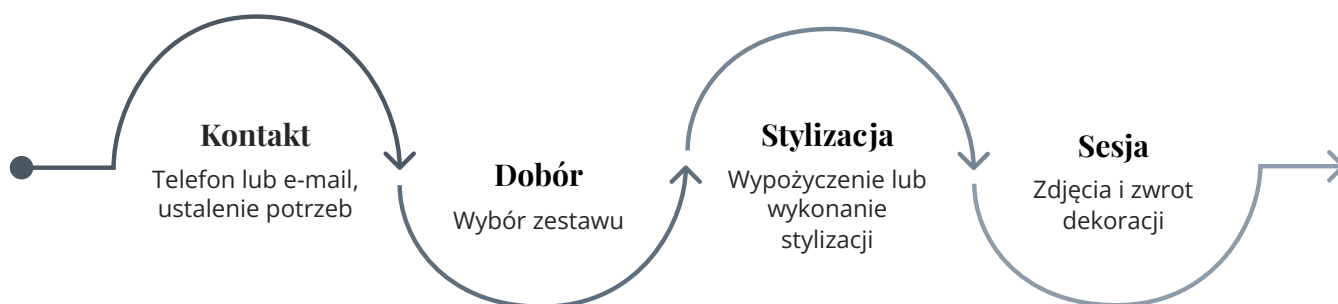 Kontakt
Telefon lub e-mail,
ustalenie potrzeb
Dobór
Wybór zestawu
Stylizacja
Wypożyczenie lub
wykonanie
stylizacji
Sesja
Zdjęcia i zwrot
dekoracji